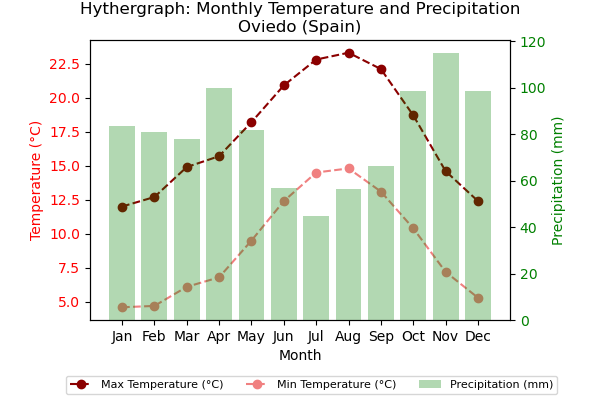 Hythergraph: Monthly Temperature and Precipitation
Oviedo (Spain)
Temperature (°C)
22.5
20.0
17.5
15.0
12.5
10.0
7.5
5.0
120
100
80
60
40
20
0
Precipitation (mm)
Jan Feb Mar Apr May Jun Jul Aug Sep Oct Nov Dec
Month
Max Temperature (°C) Min Temperature (°C) Precipitation (mm)